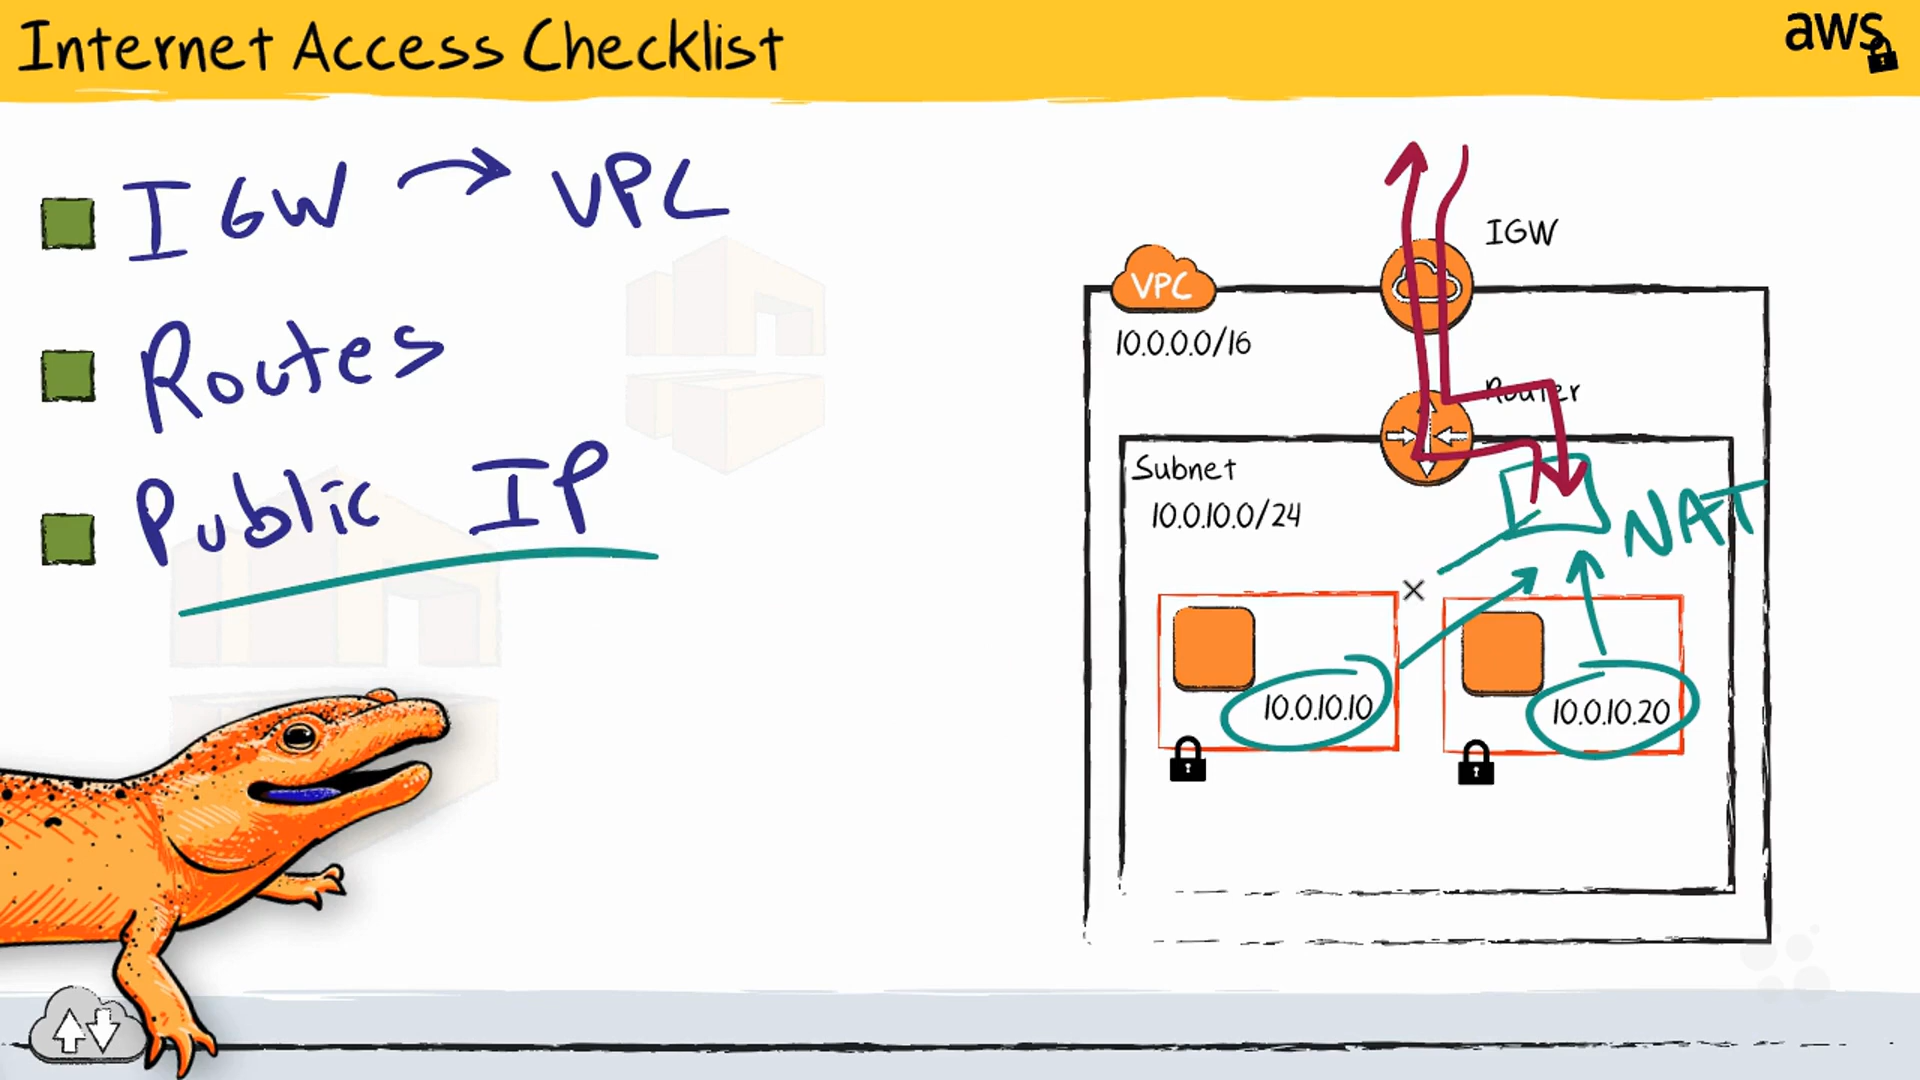 Internet Access Checklist
aws
IGW → VPC
Routes
Public IP
IGW
VPC
10.0.0.0/16
Router
Subnet
10.0.10.0/24
NAT
10.0.10.10
10.0.10.20